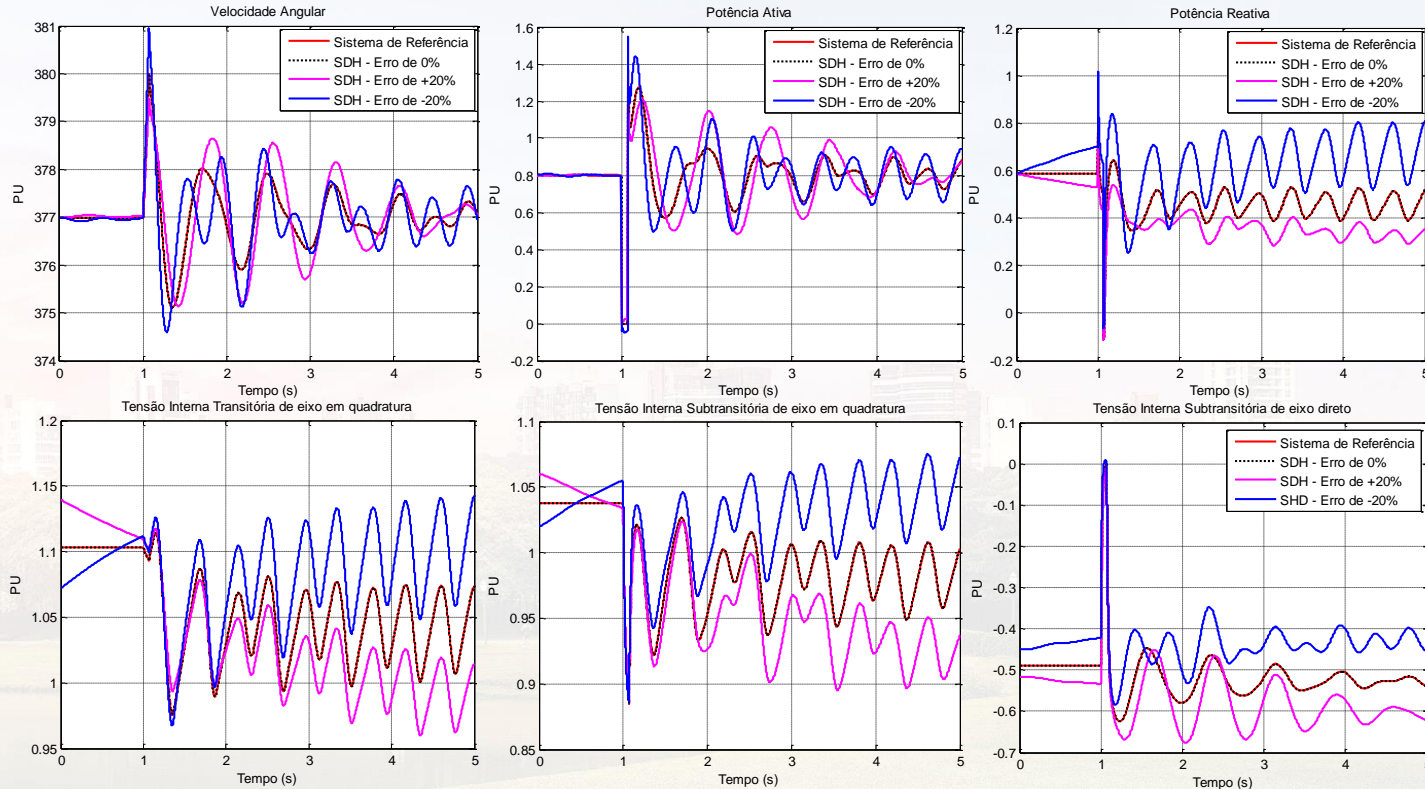 Velocidade Angular
381
380
379
378
377
376
375
374
PU
0 1 2 3 4 5
Tempo (s)
Sistema de Referência
SDH - Erro de 0%
SDH - Erro de +20%
SDH - Erro de -20%
Potência Ativa
1.6
1.4
1.2
1
0.8
0.6
0.4
0.2
0
-0.2
PU
0 1 2 3 4 5
Tempo (s)
Sistema de Referência
SDH - Erro de 0%
SDH - Erro de +20%
SDH - Erro de -20%
Potência Reativa
1.2
1
0.8
0.6
0.4
0.2
0
-0.2
PU
0 1 2 3 4 5
Tempo (s)
Sistema de Referência
SDH - Erro de 0%
SDH - Erro de +20%
SDH - Erro de -20%
Tensão Interna Transitória de eixo em quadratura
1.2
1.15
1.1
1.05
1
0.95
PU
0 1 2 3 4 5
Tempo (s)
Tensão Interna Subtransitória de eixo em quadratura
1.1
1.05
1
0.95
0.9
0.85
PU
0 1 2 3 4 5
Tempo (s)
Tensão Interna Subtransitória de eixo direto
0.1
0
-0.1
-0.2
-0.3
-0.4
-0.5
-0.6
-0.7
PU
0 1 2 3 4 5
Tempo (s)
Sistema de Referência
SDH - Erro de 0%
SDH - Erro de +20%
SHD - Erro de -20%